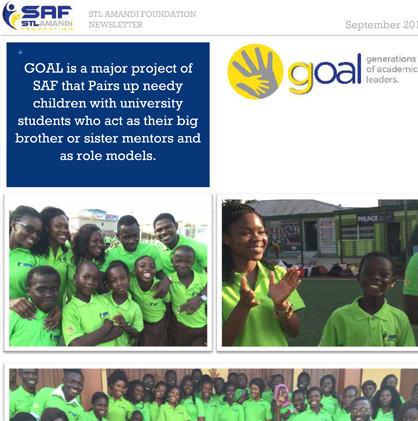 SAF
STL AMANDI
FOUNDATION
STL AMANDI FOUNDATION
NEWSLETTER
GOAL is a major project of
SAF that Pairs up needy
children with university
students who act as their big
brother or sister mentors and
as role models.
goal
generations
of academic
leaders.
PALACE